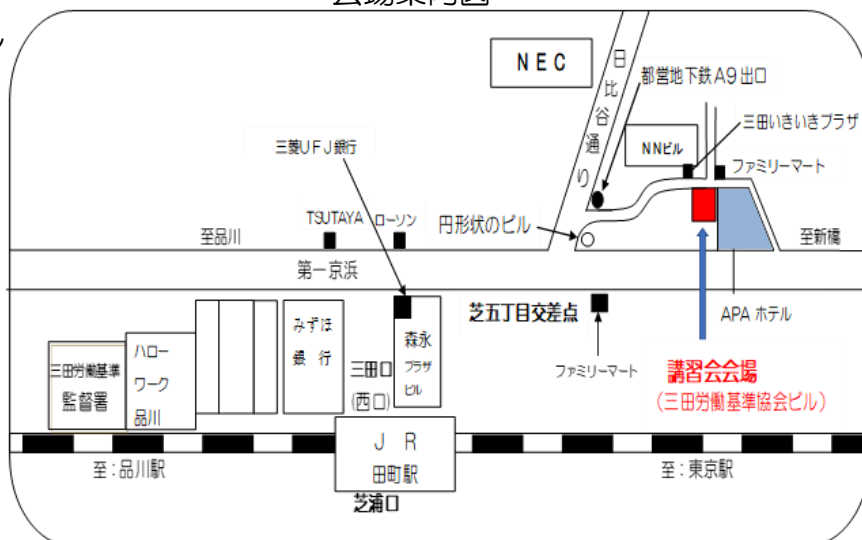 会場案内図
NEC
日比谷通り
都営地下鉄A9出口
三田いきいきプラザ
NNビル
ファミリーマート
三菱UFJ銀行
TSUTAYA
ローソン
円形状のビル
至品川
至新橋
第一京浜
芝五丁目交差点
APAホテル
みずほ
銀行
森永
プラザ
ビル
三田口
(西口)
ファミリーマート
講習会会場
(三田労働基準協会ビル)
三田労働基準
監督署
ハロー
ワーク
品川
JR
田町駅
至:品川駅
至:東京駅
芝浦口